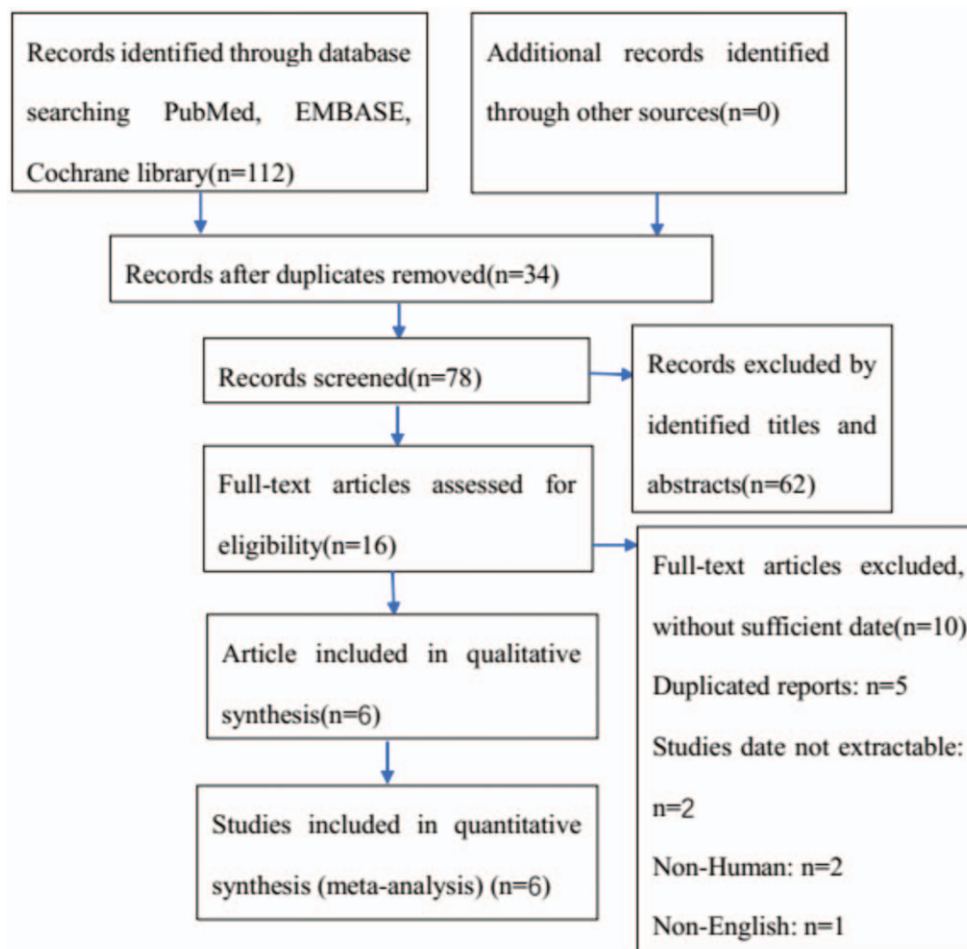 Records identified through database
searching PubMed, EMBASE,
Cochrane library(n=112)
Additional records identified
through other sources(n=0)
Records after duplicates removed(n=34)
Records screened(n=78)
Records excluded by
identified titles and
abstracts(n=62)
Full-text articles assessed for
eligibility(n=16)
Full-text articles excluded,
without sufficient date(n=10)
Duplicated reports: n=5
Studies date not extractable:
n=2
Non-Human: n=2
Non-English: n=1
Article included in qualitative
synthesis(n=6)
Studies included in quantitative
synthesis (meta-analysis) (n=6)